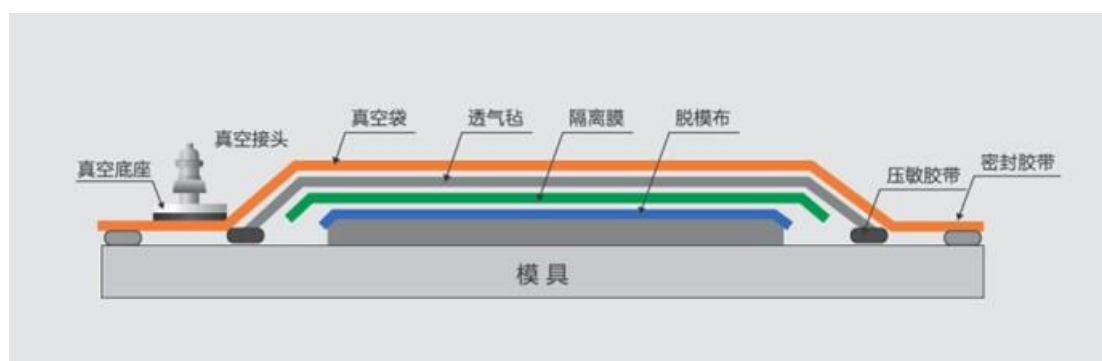 真空袋
透气毡
隔离膜
脱模布
真空接头
真空底座
压敏胶带
密封胶带
模具